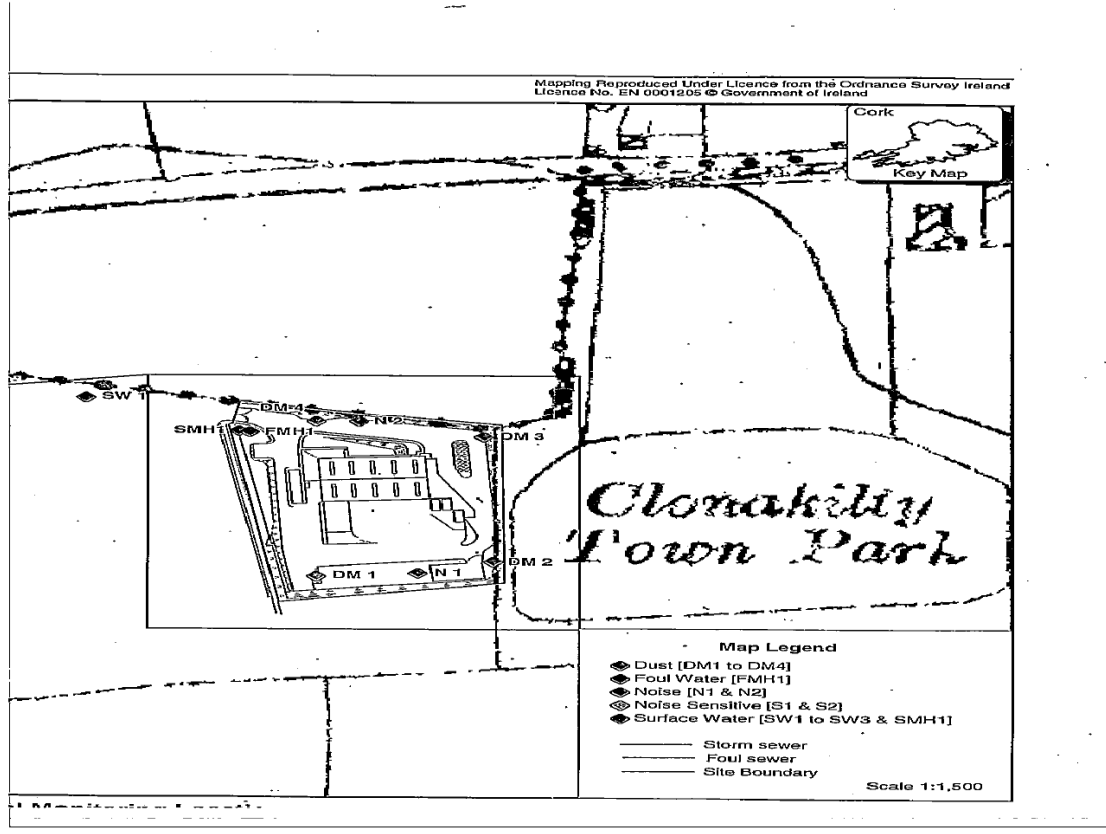 Mapping Reproduced Under Licence from the Ordnance Survey Ireland
Licence No. EN 0001205 © Government of Ireland
Cork
Key Map
SW 1
DM 4
N 2
SMH1
FMH1
DM 3
Clonakilty
Town Park
DM 2
DM 1
N 1
Map Legend
Dust [DM1 to DM4]
Foul Water [FMH1]
Noise [N1 & N2]
Noise Sensitive [S1 & S2]
Surface Water [SW1 to SW3 & SMH1]
Storm sewer
Foul sewer
Site Boundary
Scale 1:1,500